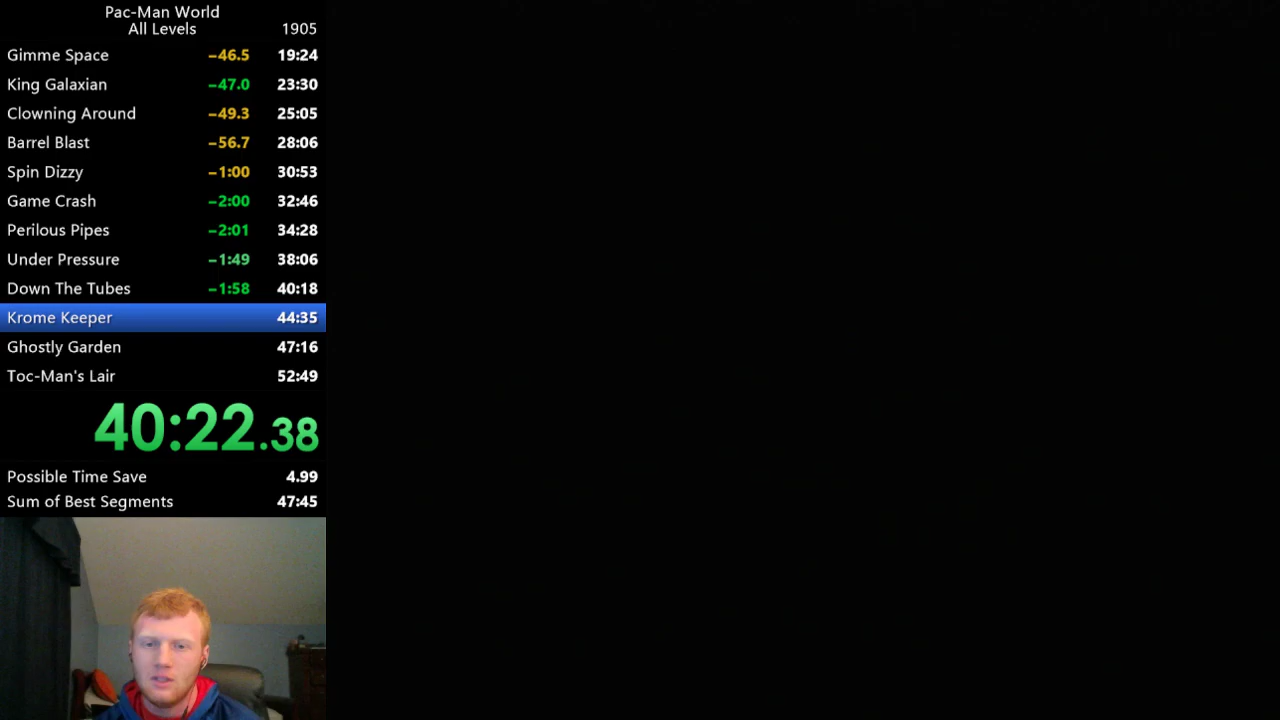 Pac-Man World
All Levels 1905
Gimme Space −46.5 19:24
King Galaxian −47.0 23:30
Clowning Around −49.3 25:05
Barrel Blast −56.7 28:06
Spin Dizzy −1:00 30:53
Game Crash −2:00 32:46
Perilous Pipes −2:01 34:28
Under Pressure −1:49 38:06
Down The Tubes −1:58 40:18
Krome Keeper 44:35
Ghostly Garden 47:16
Toc-Man's Lair 52:49
40:22.38
Possible Time Save 4.99
Sum of Best Segments 47:45